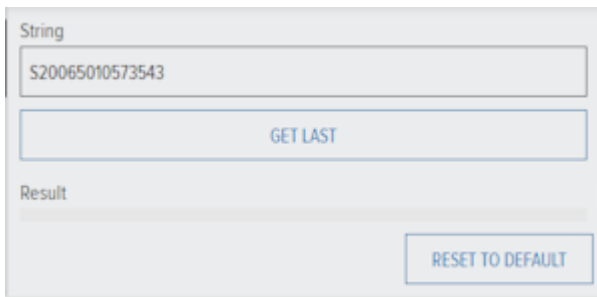 String
S20065010573543
GET LAST
Result
RESET TO DEFAULT